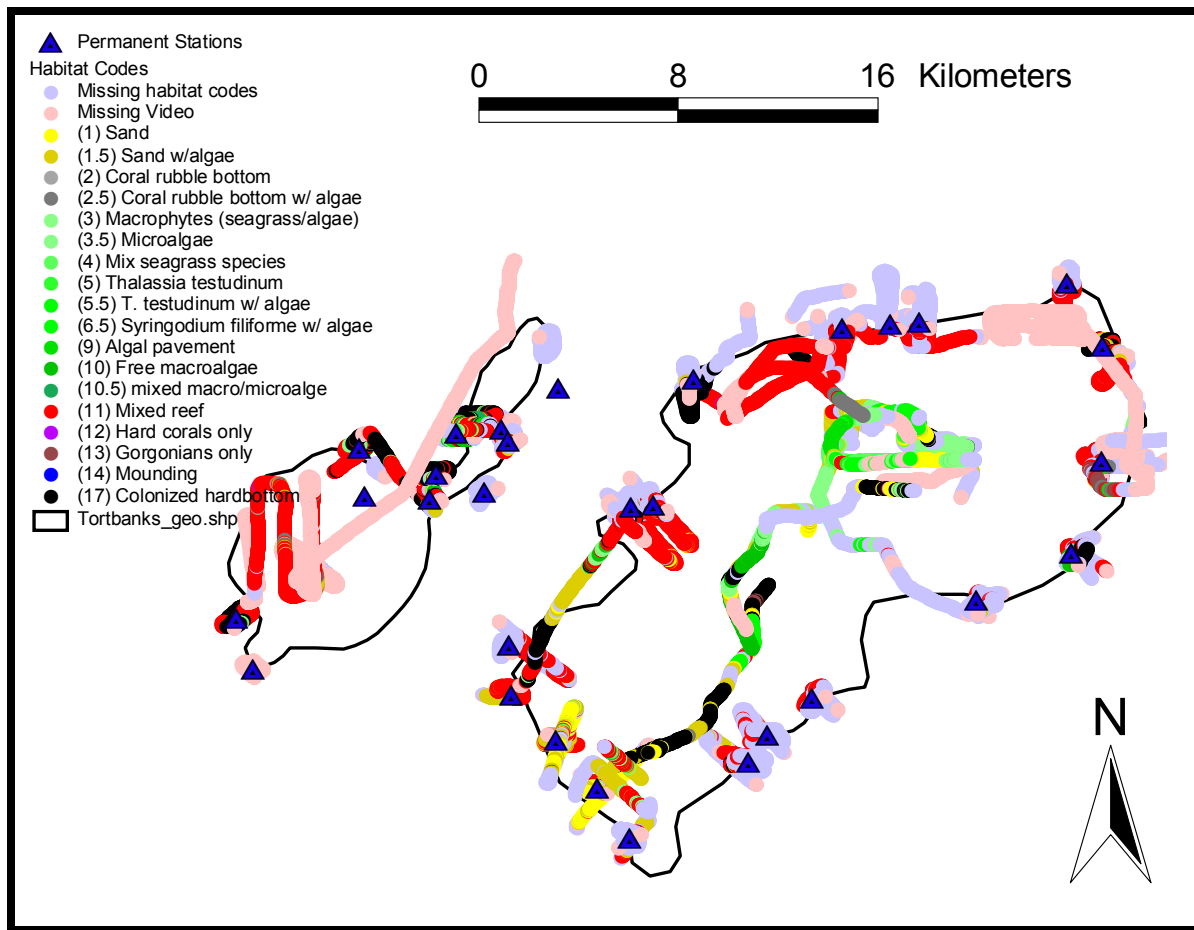 Permanent Stations
Habitat Codes
Missing habitat codes
Missing Video
(1) Sand
(1.5) Sand w/algae
(2) Coral rubble bottom
(2.5) Coral rubble bottom w/ algae
(3) Macrophytes (seagrass/algae)
(3.5) Microalgae
(4) Mix seagrass species
(5) Thalassia testudinum
(5.5) T. testudinum w/ algae
(6.5) Syringodium filiforme w/ algae
(9) Algal pavement
(10) Free macroalgae
(10.5) mixed macro/microalge
(11) Mixed reef
(12) Hard corals only
(13) Gorgonians only
(14) Mounding
(17) Colonized hardbottom
Tortbanks_geo.shp
0 8 16 Kilometers
N